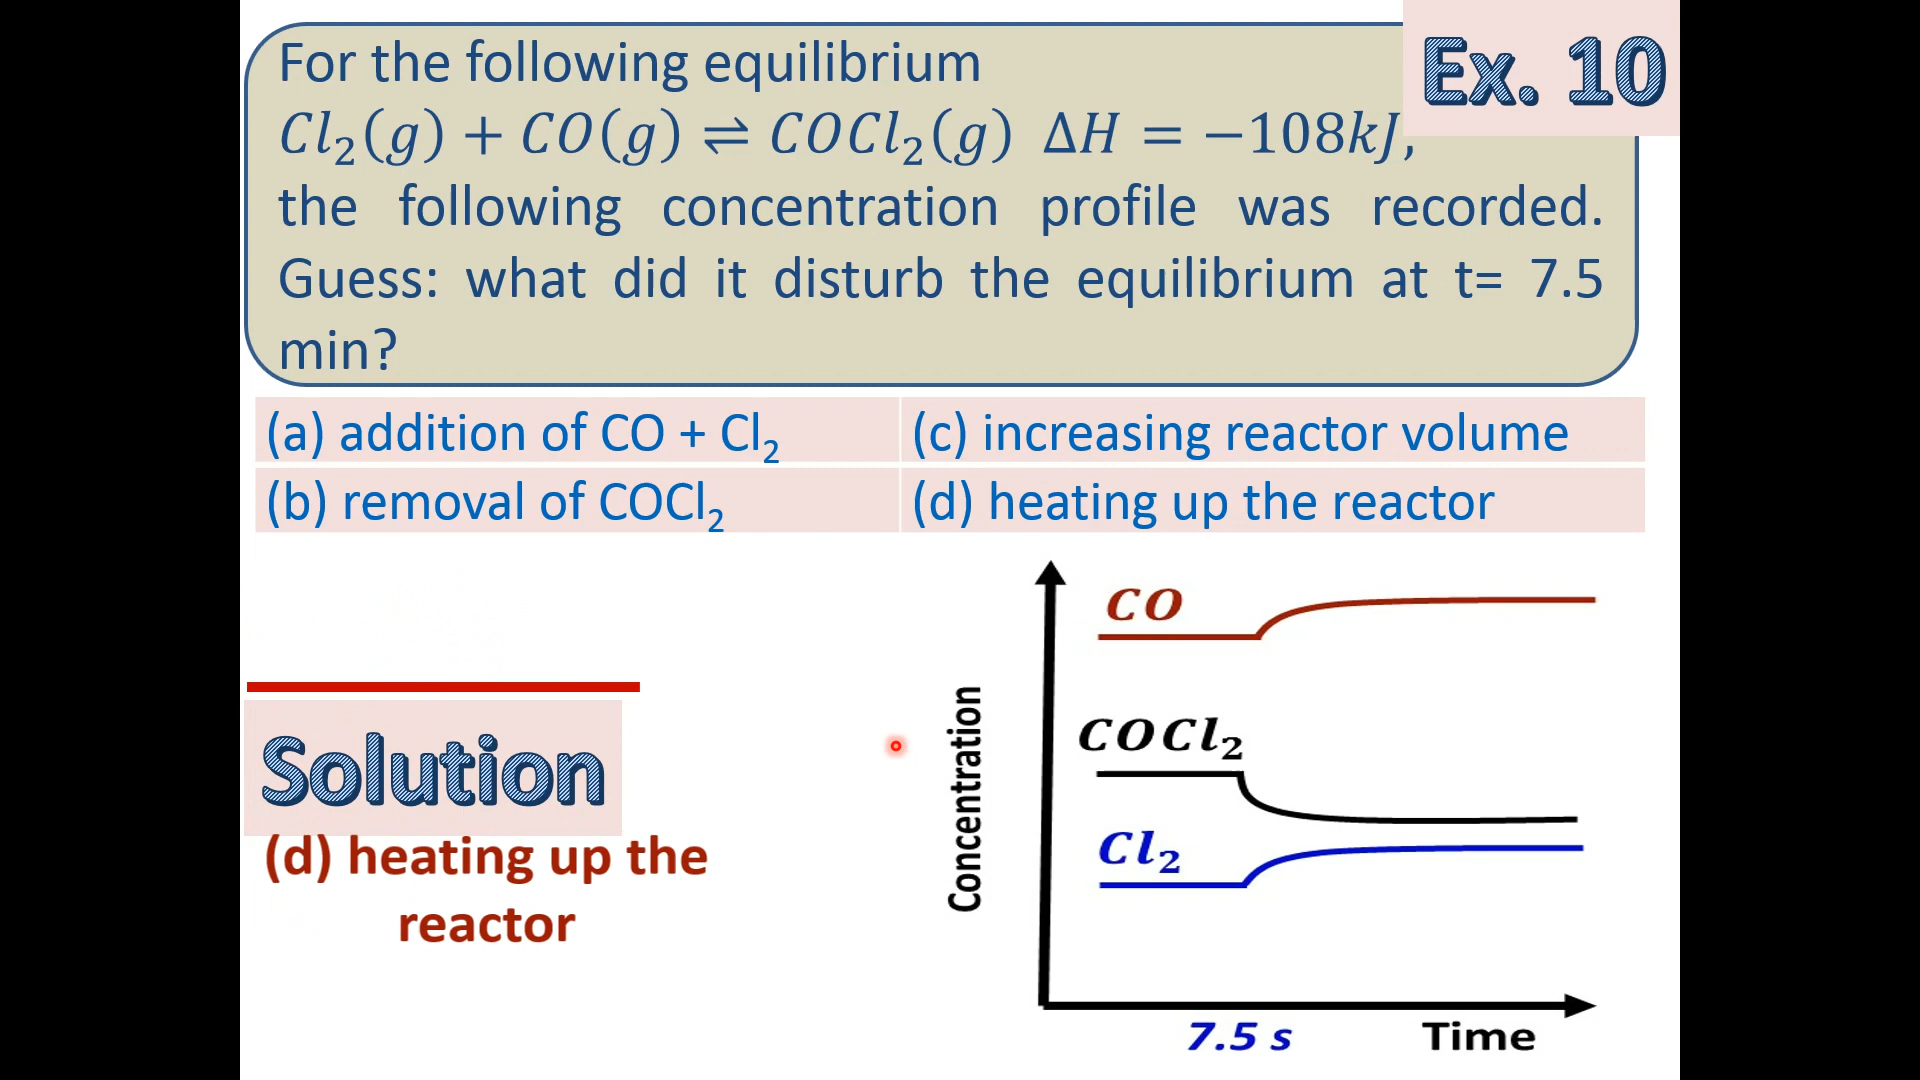 For the following equilibrium
Ex. 10
Cl₂(g) + CO(g) ⇌ COCl₂(g) ΔH = −108kJ,
the following concentration profile was recorded.
Guess: what did it disturb the equilibrium at t= 7.5
min?
(a) addition of CO + Cl₂
(c) increasing reactor volume
(b) removal of COCl₂
(d) heating up the reactor
Solution
(d) heating up the
reactor
Concentration
CO
COCl₂
Cl₂
7.5 s
Time